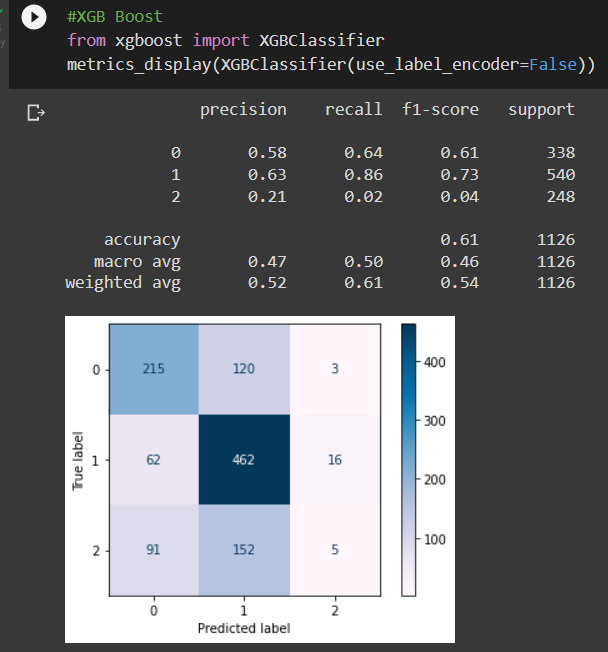 #XGB Boost
from xgboost import XGBClassifier
metrics_display(XGBClassifier(use_label_encoder=False))
precision recall f1-score support
0 0.58 0.64 0.61 338
1 0.63 0.86 0.73 540
2 0.21 0.02 0.04 248
accuracy 0.61 1126
macro avg 0.47 0.50 0.46 1126
weighted avg 0.52 0.61 0.54 1126
400
0 215 120 3
300
True label
1 62 462 16
200
2 91 152 5
100
0 1 2
Predicted label